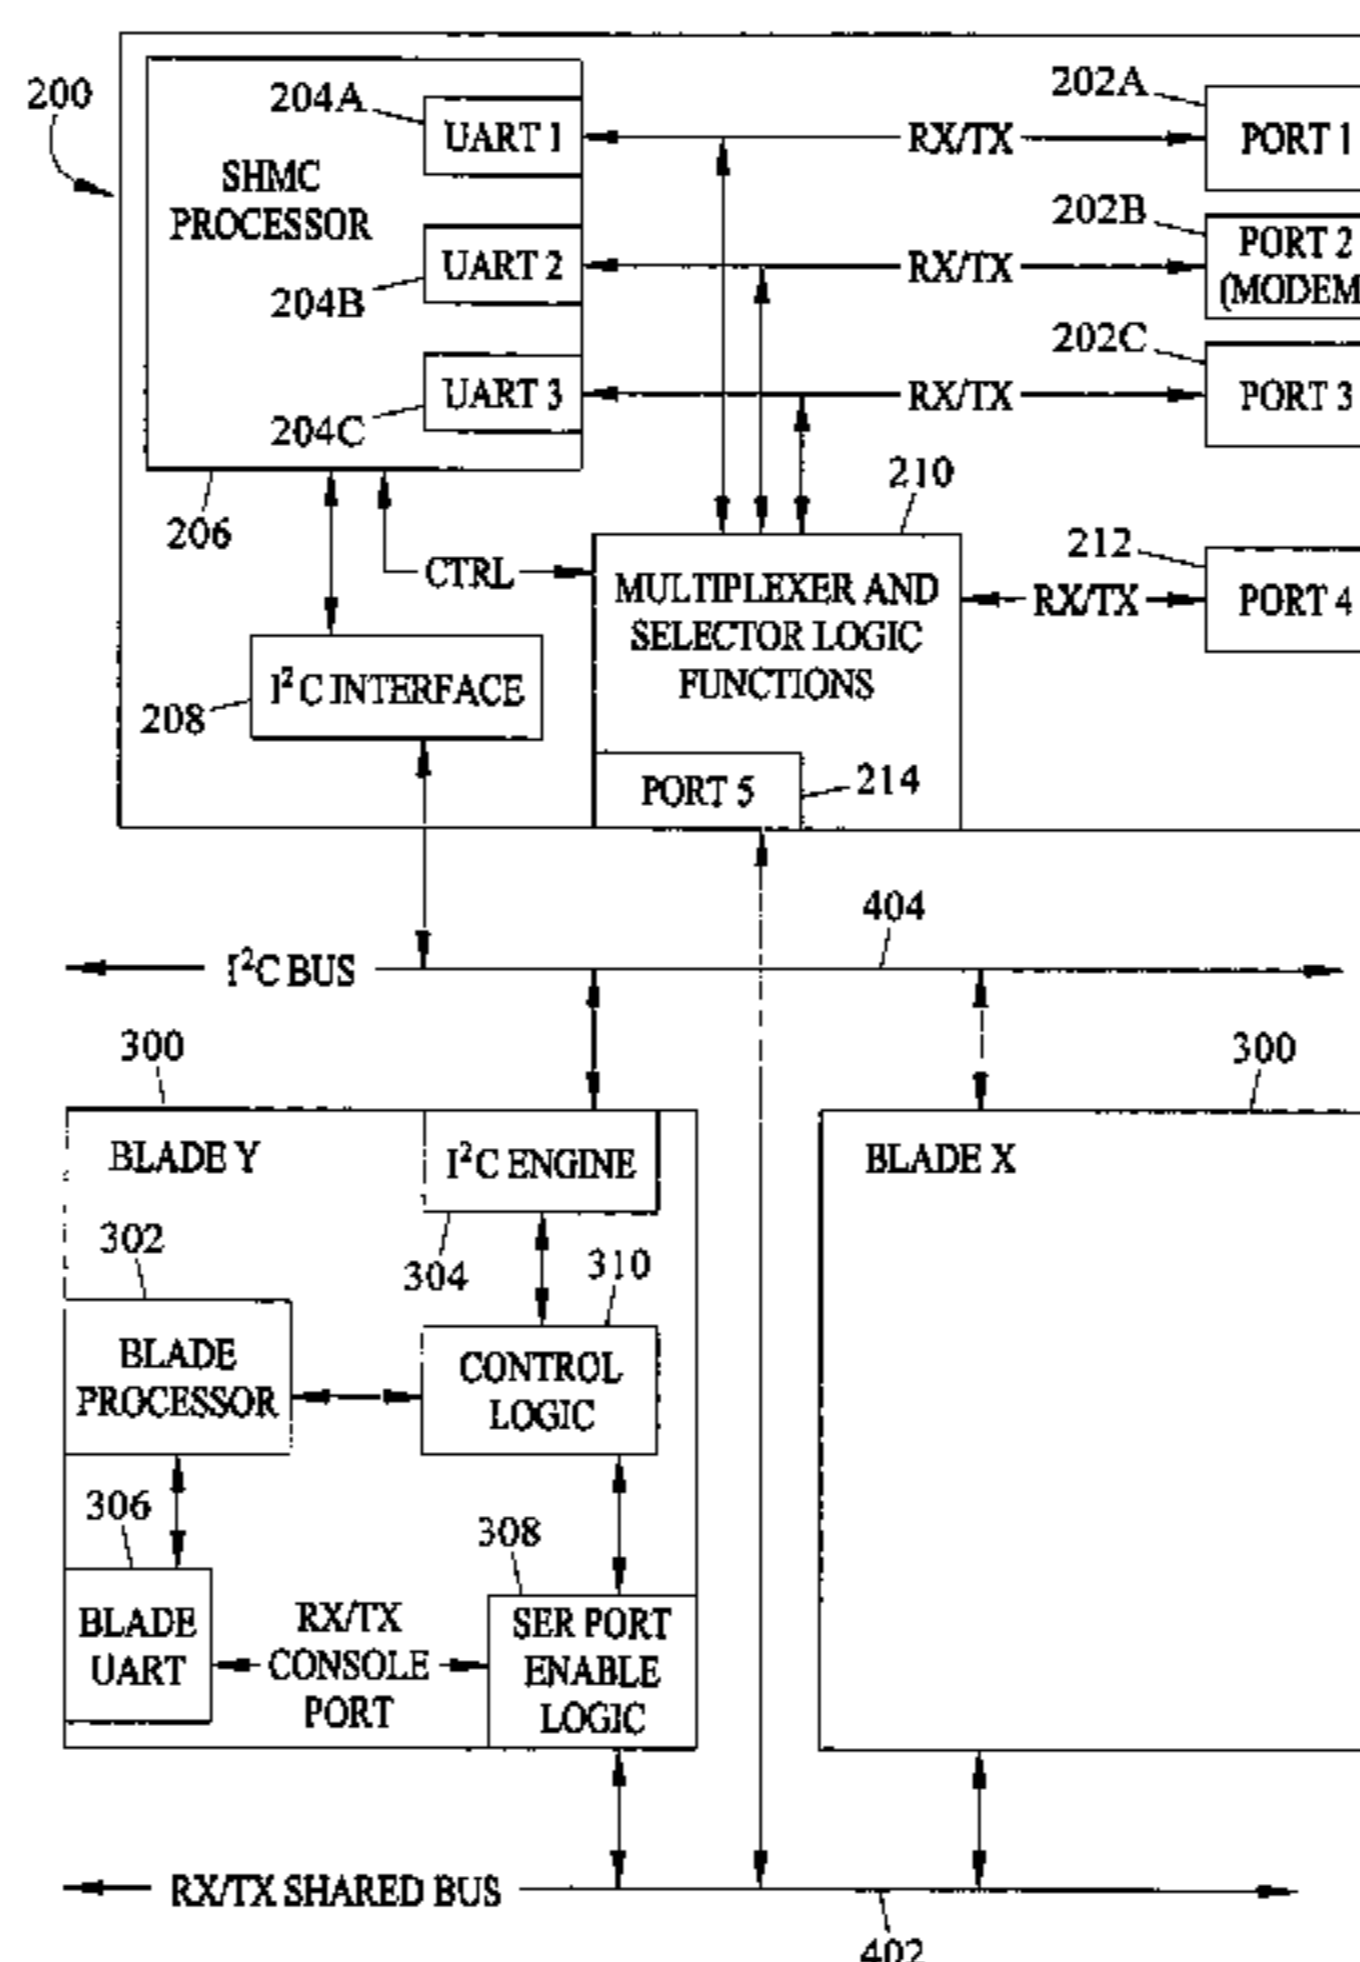 200
204A
UART 1
RX/TX
202A
PORT 1
SHMC
PROCESSOR
204B
UART 2
RX/TX
202B
PORT 2
(MODEM
204C
UART 3
RX/TX
202C
PORT 3
206
CTRL
210
MULTIPLEXER AND
SELECTOR LOGIC
FUNCTIONS
RX/TX
212
PORT 4
208
I²C INTERFACE
PORT 5
214
I²C BUS
404
300
BLADE Y
I²C ENGINE
304
302
BLADE
PROCESSOR
310
CONTROL
LOGIC
306
BLADE
UART
RX/TX
CONSOLE
PORT
308
SER PORT
ENABLE
LOGIC
300
BLADE X
RX/TX SHARED BUS
402